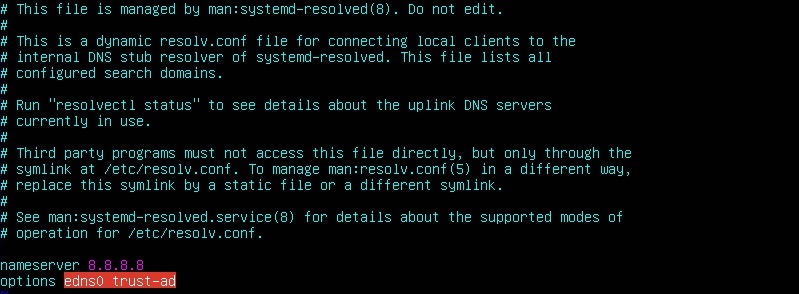 # This file is managed by man:systemd-resolved(8). Do not edit.
#
# This is a dynamic resolv.conf file for connecting local clients to the
# internal DNS stub resolver of systemd-resolved. This file lists all
# configured search domains.
#
# Run "resolvectl status" to see details about the uplink DNS servers
# currently in use.
#
# Third party programs must not access this file directly, but only through the
# symlink at /etc/resolv.conf. To manage man:resolv.conf(5) in a different way,
# replace this symlink by a static file or a different symlink.
#
# See man:systemd-resolved.service(8) for details about the supported modes of
# operation for /etc/resolv.conf.
nameserver 8.8.8.8
options edns0 trust-ad